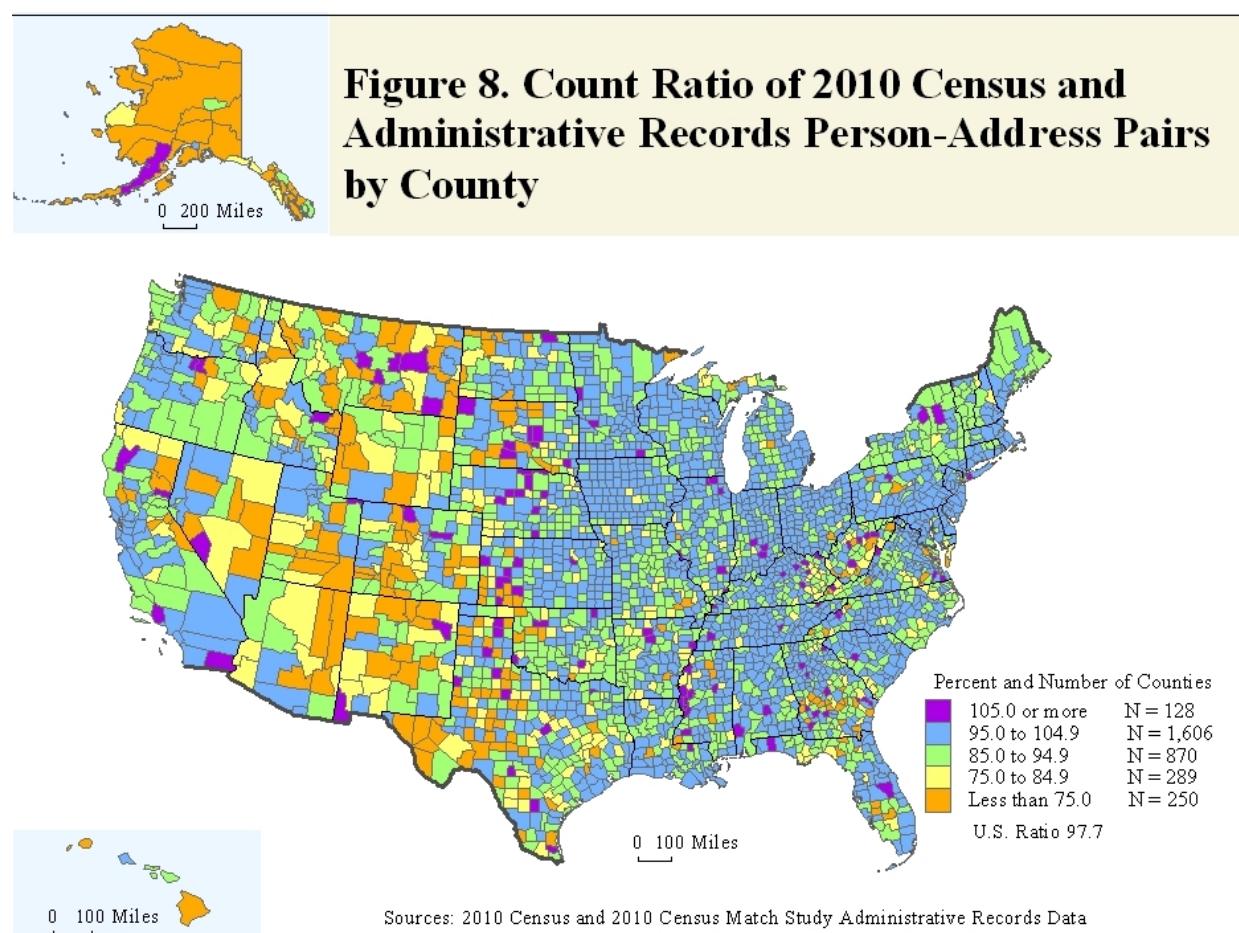 Figure 8. Count Ratio of 2010 Census and
Administrative Records Person-Address Pairs
by County
0 200 Miles
Percent and Number of Counties
105.0 or more N = 128
95.0 to 104.9 N = 1,606
85.0 to 94.9 N = 870
75.0 to 84.9 N = 289
Less than 75.0 N = 250
U.S. Ratio 97.7
0 100 Miles
0 100 Miles
Sources: 2010 Census and 2010 Census Match Study Administrative Records Data